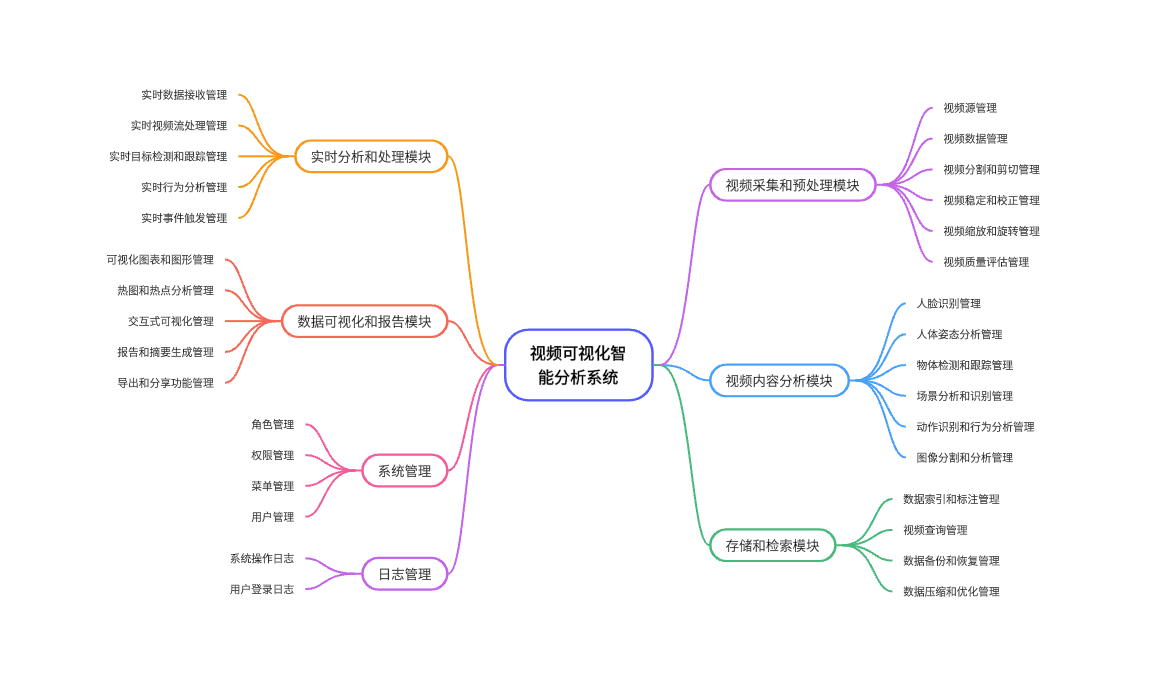 视频可视化智
能分析系统
实时分析和处理模块
实时数据接收管理
实时视频流处理管理
实时目标检测和跟踪管理
实时行为分析管理
实时事件触发管理
数据可视化和报告模块
可视化图表和图形管理
热图和热点分析管理
交互式可视化管理
报告和摘要生成管理
导出和分享功能管理
系统管理
角色管理
权限管理
菜单管理
用户管理
日志管理
系统操作日志
用户登录日志
视频采集和预处理模块
视频源管理
视频数据管理
视频分割和剪切管理
视频稳定和校正管理
视频缩放和旋转管理
视频质量评估管理
视频内容分析模块
人脸识别管理
人体姿态分析管理
物体检测和跟踪管理
场景分析和识别管理
动作识别和行为分析管理
图像分割和分析管理
存储和检索模块
数据索引和标注管理
视频查询管理
数据备份和恢复管理
数据压缩和优化管理